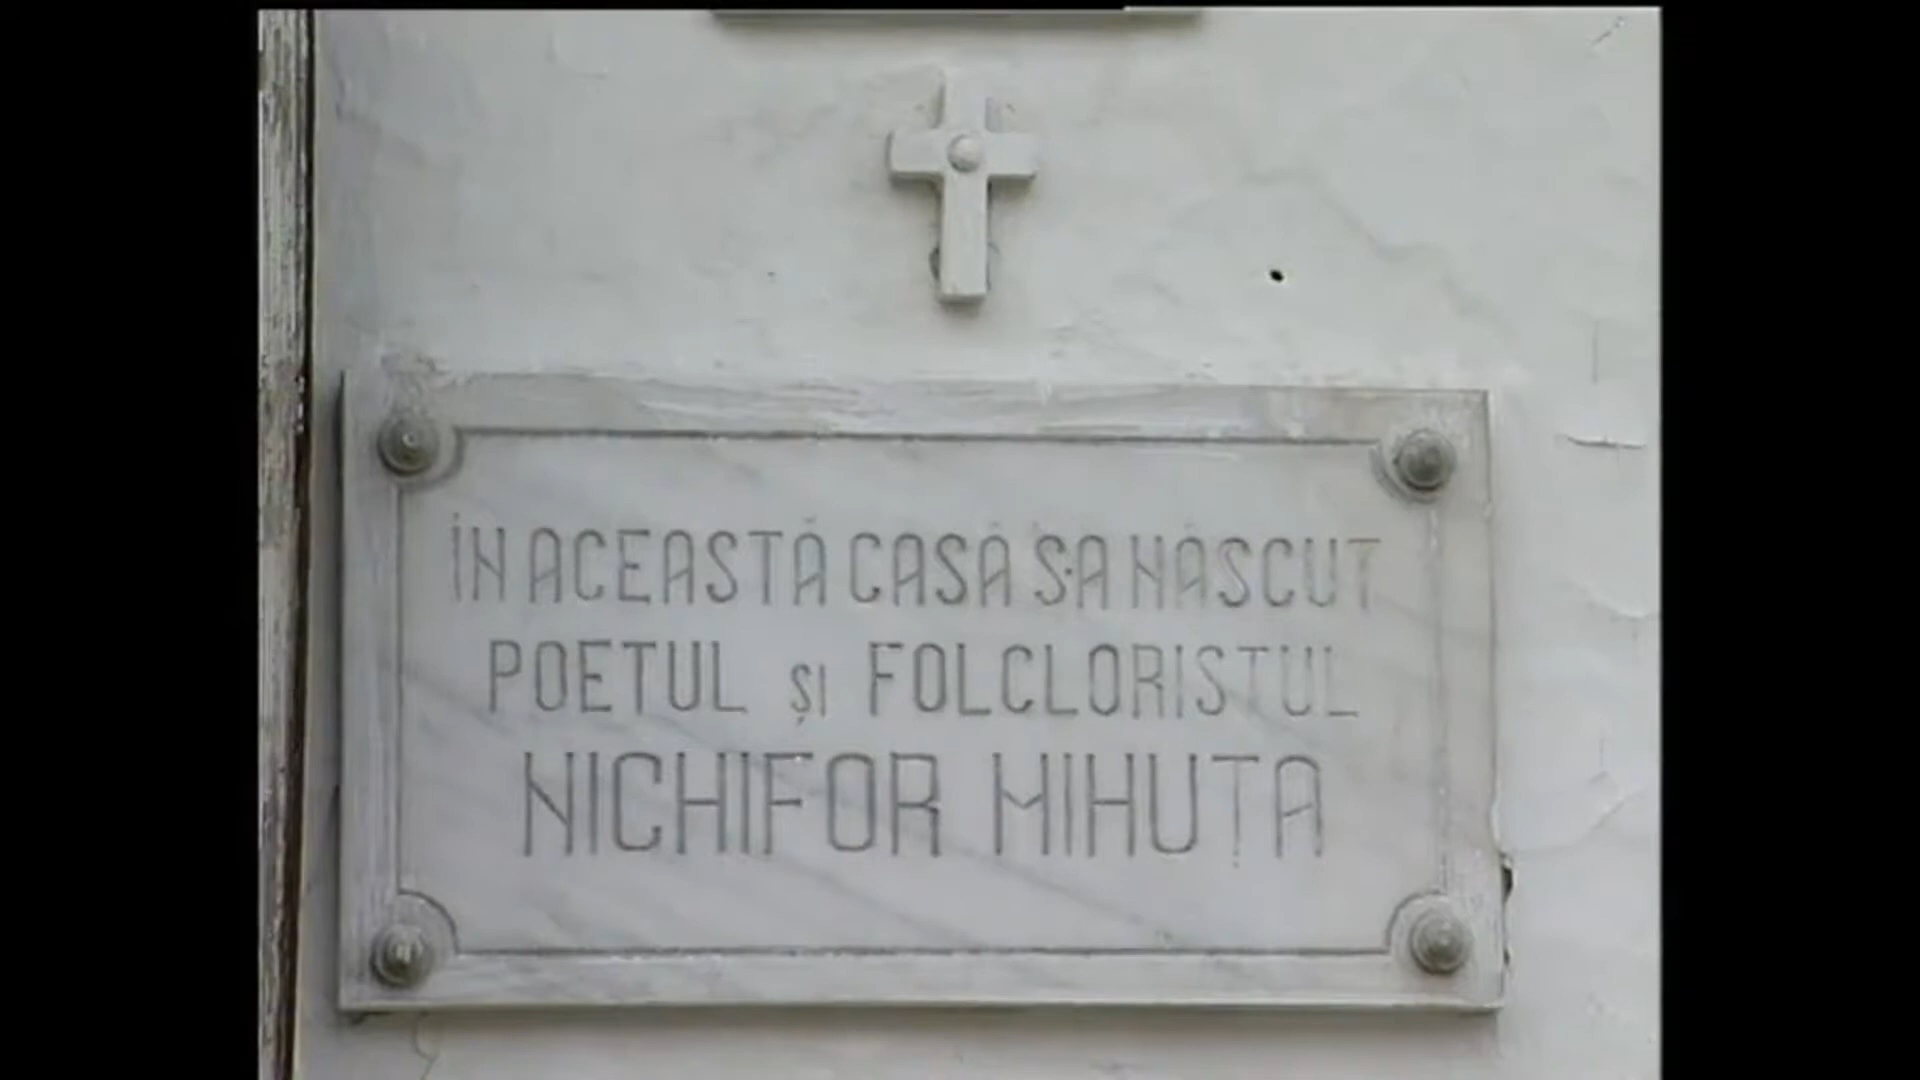 ÎN ACEASTĂ CASĂ S-A NĂSCUT
POETUL ȘI FOLCLORISTUL
NICHIFOR MIHUȚA